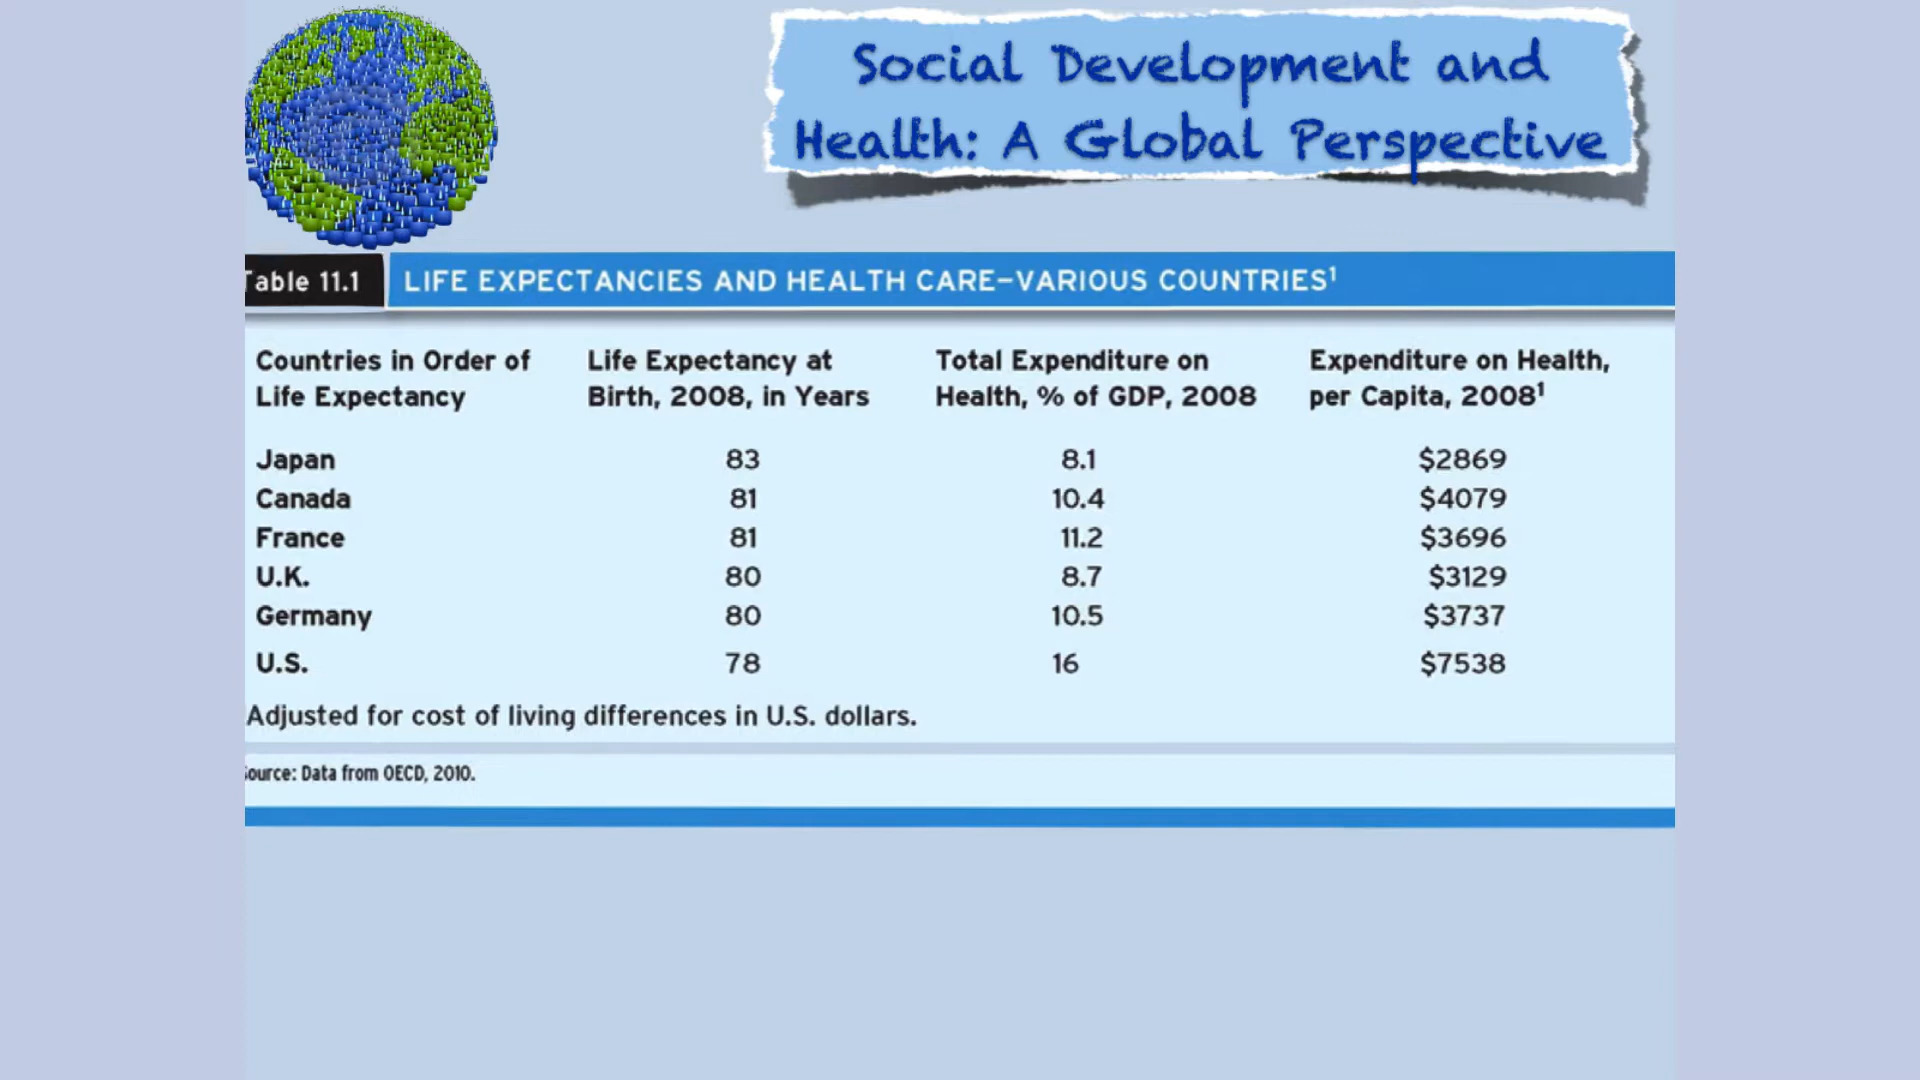 Social Development and
Health: A Global Perspective
Table 11.1 LIFE EXPECTANCIES AND HEALTH CARE–VARIOUS COUNTRIES¹
Countries in Order of Life Expectancy at Total Expenditure on Expenditure on Health,
Life Expectancy Birth, 2008, in Years Health, % of GDP, 2008 per Capita, 2008¹
Japan 83 8.1 $2869
Canada 81 10.4 $4079
France 81 11.2 $3696
U.K. 80 8.7 $3129
Germany 80 10.5 $3737
U.S. 78 16 $7538
Adjusted for cost of living differences in U.S. dollars.
Source: Data from OECD, 2010.